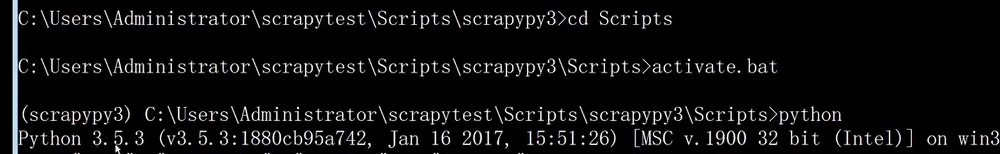 C:\Users\Administrator\scrapytest\Scripts\scrapypy3>cd Scripts
C:\Users\Administrator\scrapytest\Scripts\scrapypy3\Scripts>activate.bat
(scrapypy3) C:\Users\Administrator\scrapytest\Scripts\scrapypy3\Scripts>python
Python 3.5.3 (v3.5.3:1880cb95a742, Jan 16 2017, 15:51:26) [MSC v.1900 32 bit (Intel)] on win3